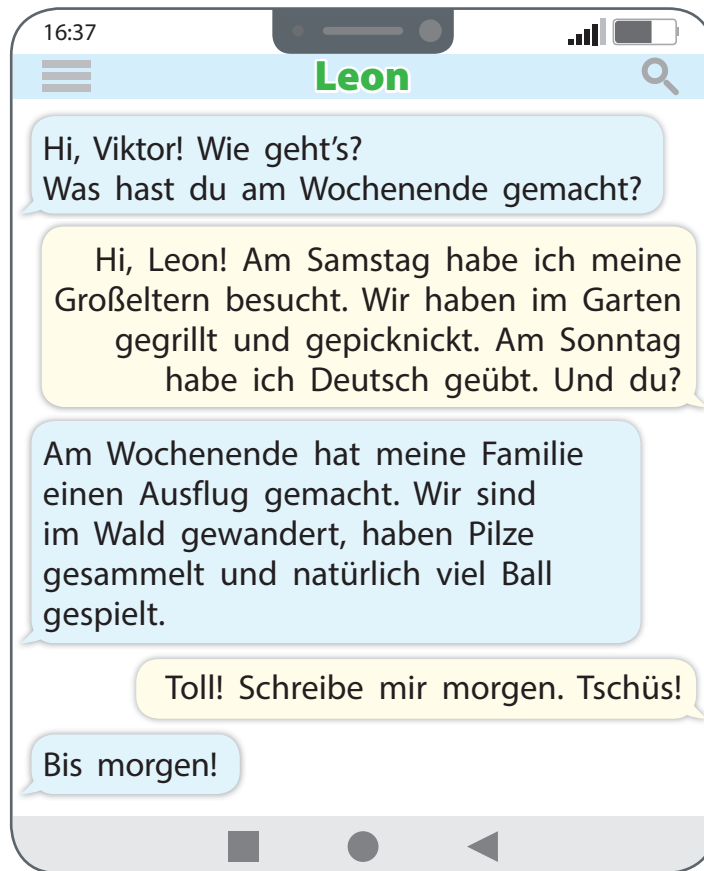 16:37
Leon
Hi, Viktor! Wie geht's?
Was hast du am Wochenende gemacht?
Hi, Leon! Am Samstag habe ich meine
Großeltern besucht. Wir haben im Garten
gegrillt und gepicknickt. Am Sonntag
habe ich Deutsch geübt. Und du?
Am Wochenende hat meine Familie
einen Ausflug gemacht. Wir sind
im Wald gewandert, haben Pilze
gesammelt und natürlich viel Ball
gespielt.
Toll! Schreibe mir morgen. Tschüs!
Bis morgen!